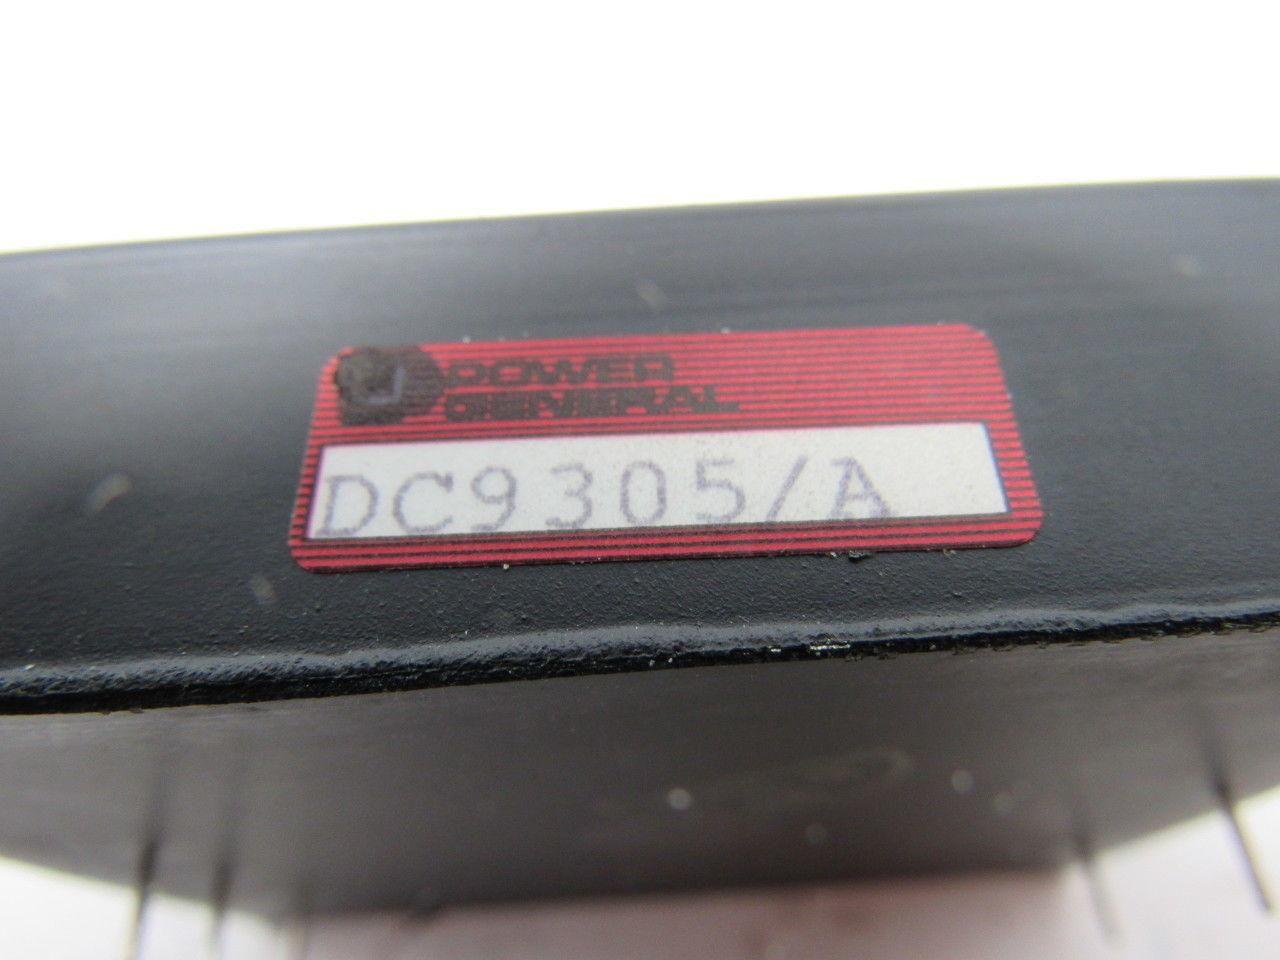 POWER
GENERAL
DC9305/A